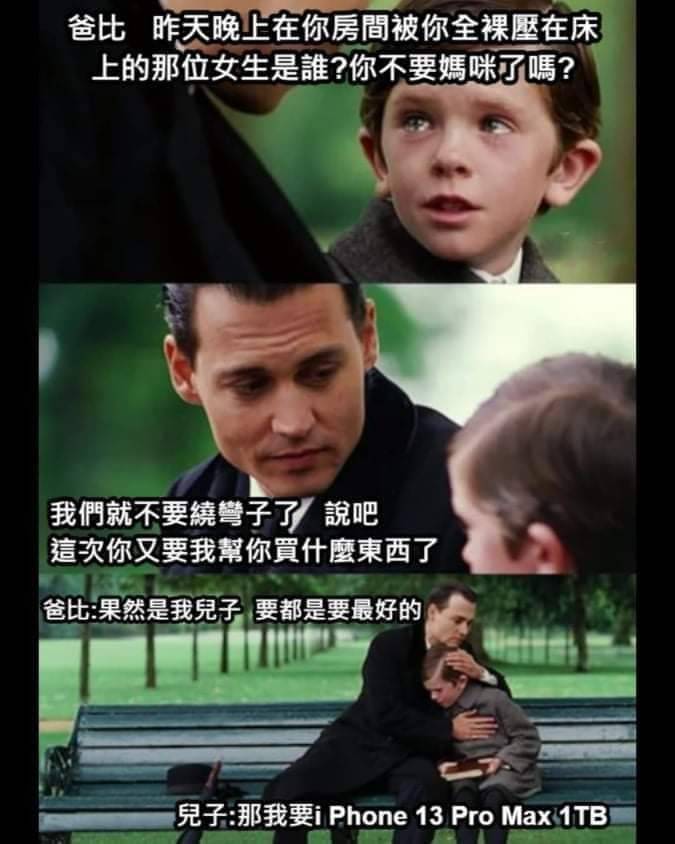 爸比 昨天晚上在你房間被你全裸壓在床
上的那位女生是誰?你不要媽咪了嗎?
我們就不要繞彎子了 說吧
這次你又要我幫你買什麼東西了
爸比:果然是我兒子 要都是要最好的
兒子:那我要i Phone 13 Pro Max 1TB